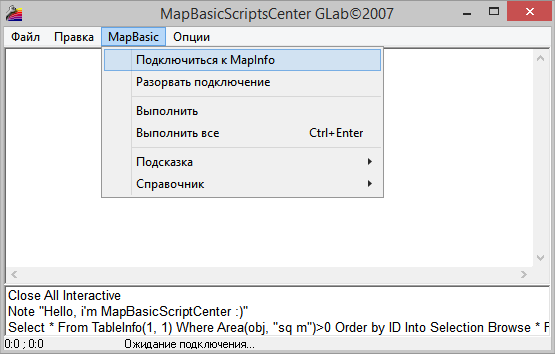 MapBasicScriptsCenter GLab©2007
Файл Правка MapBasic Опции
Подключиться к MapInfo
Разорвать подключение
Выполнить
Выполнить все Ctrl+Enter
Подсказка
Справочник
Close All Interactive
Note "Hello, i'm MapBasicScriptCenter :)"
Select * From TableInfo(1, 1) Where Area(obj, "sq m")>0 Order by ID Into Selection Browse * F
0:0 ; 0:0 Ожидание подключения...